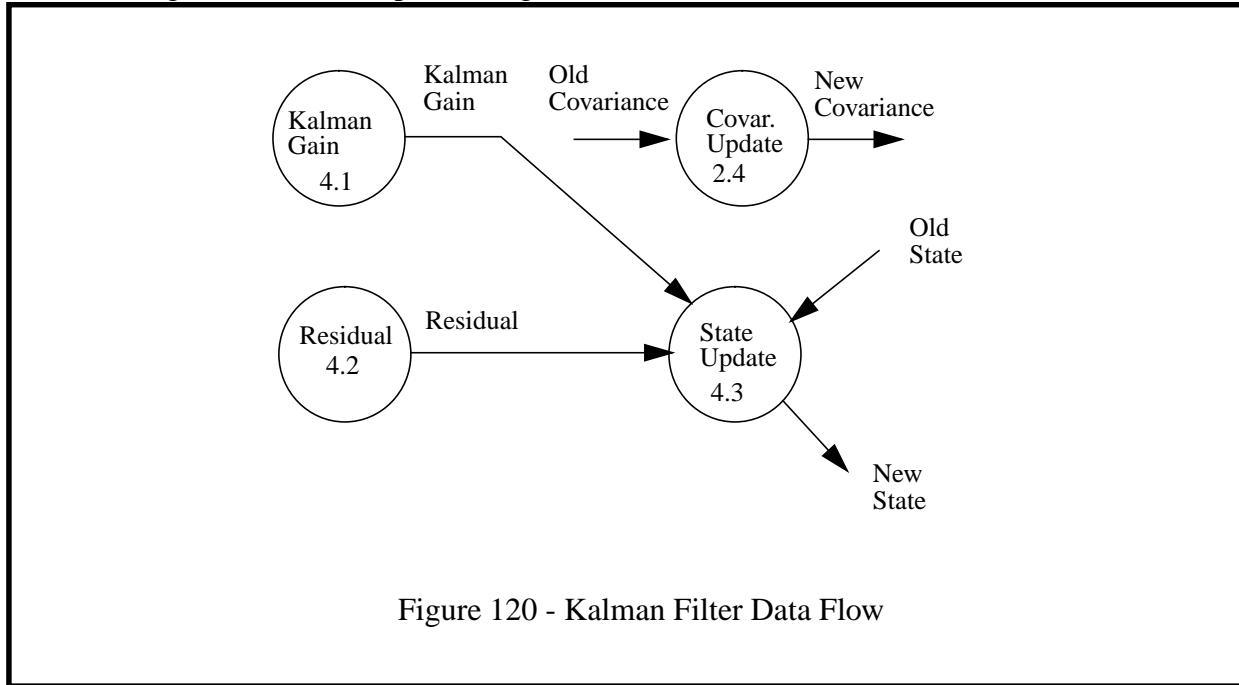 Kalman
Gain
4.1
Kalman
Gain
Old
Covariance
Covar.
Update
2.4
New
Covariance
Old
State
Residual
4.2
Residual
State
Update
4.3
New
State
Figure 120 - Kalman Filter Data Flow